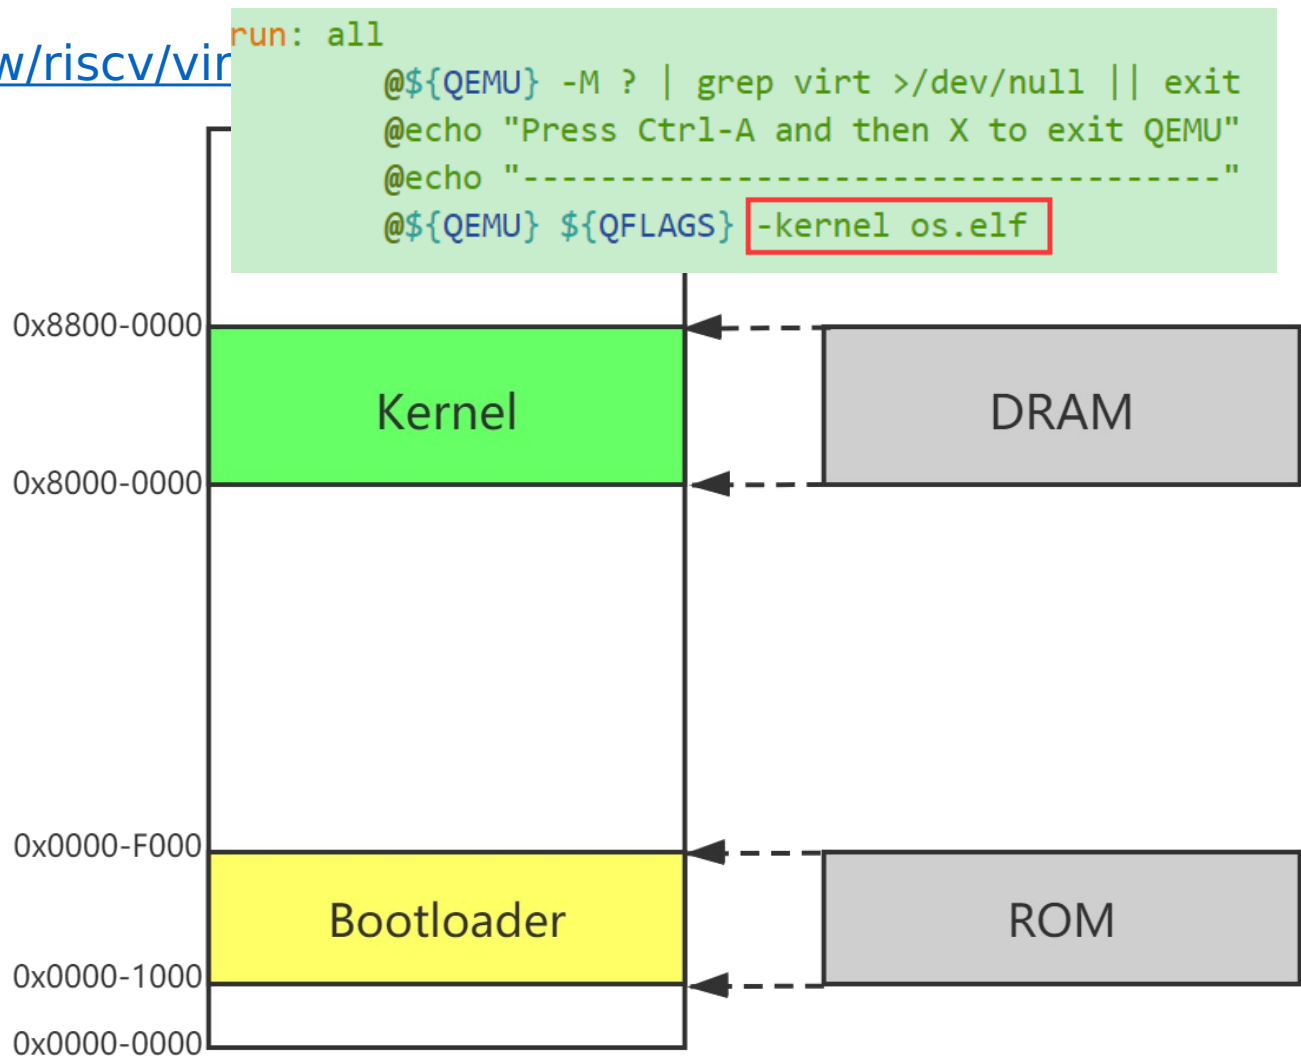 w/riscv/vir
run: all
@${QEMU} -M ? | grep virt >/dev/null || exit
@echo "Press Ctrl-A and then X to exit QEMU"
@echo "------------------------------------"
@${QEMU} ${QFLAGS} -kernel os.elf
0x8800-0000
Kernel
DRAM
0x8000-0000
0x0000-F000
Bootloader
ROM
0x0000-1000
0x0000-0000